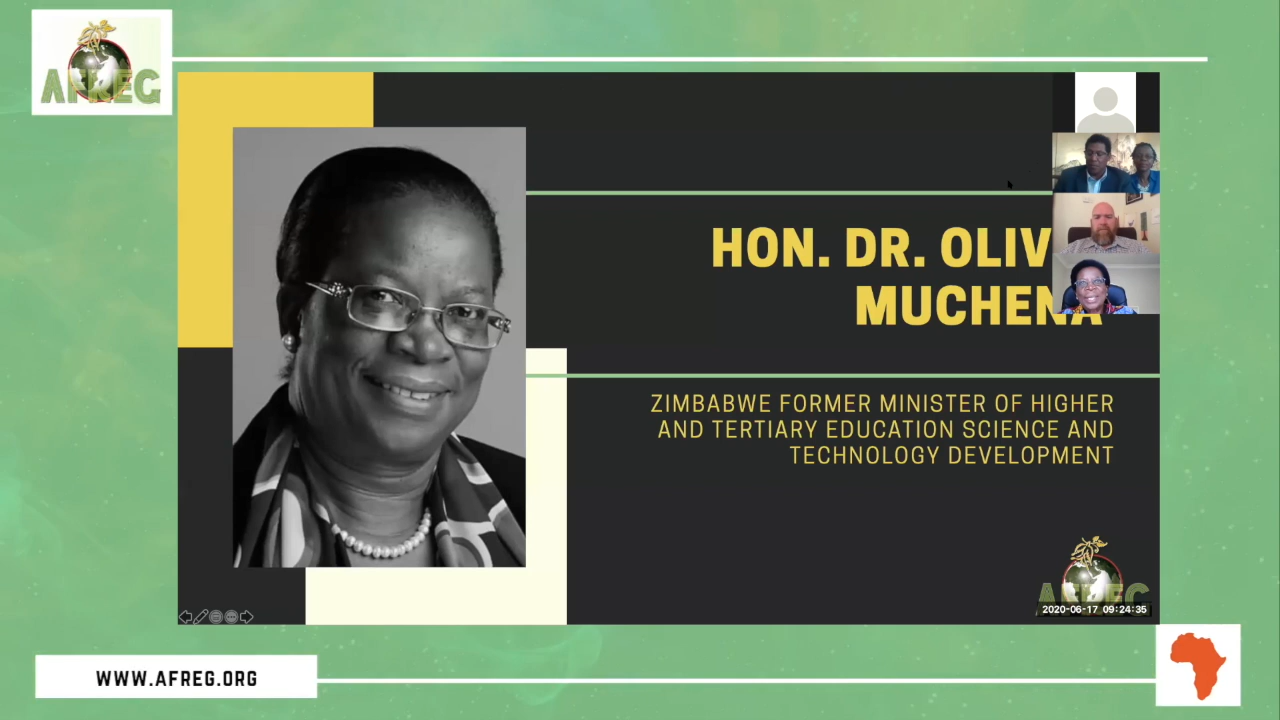 AFREG
HON. DR. OLIV
MUCHENA
ZIMBABWE FORMER MINISTER OF HIGHER
AND TERTIARY EDUCATION SCIENCE AND
TECHNOLOGY DEVELOPMENT
AFREG
2020-06-17 09:24:35
WWW.AFREG.ORG